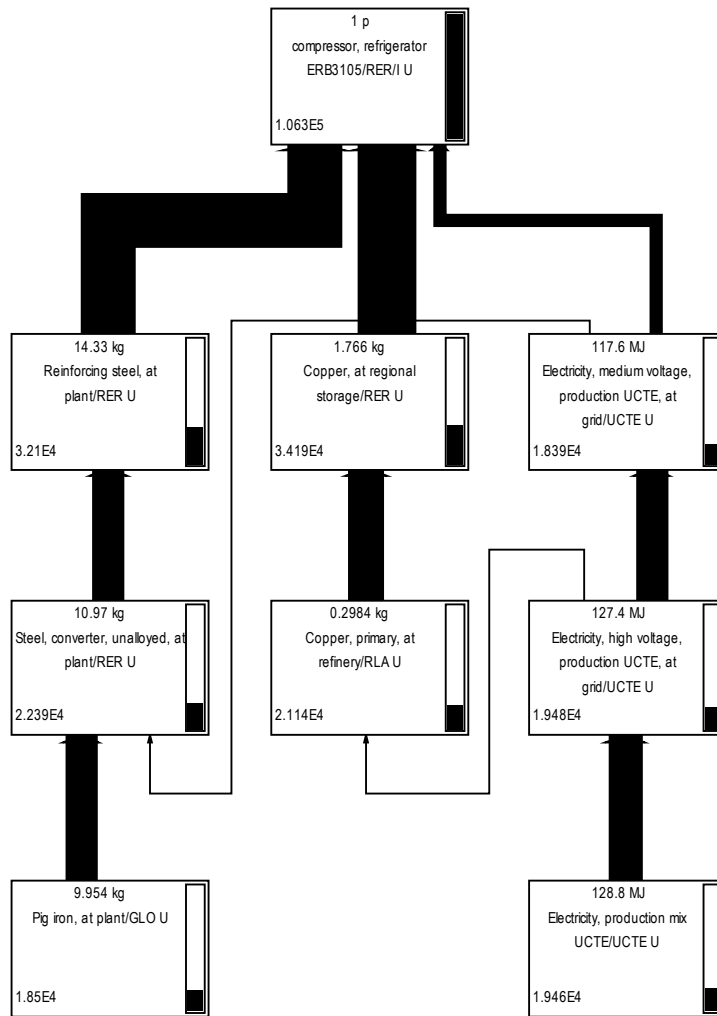 1 p
compressor, refrigerator
ERB3105/RER/I U
1.063E5
14.33 kg
Reinforcing steel, at
plant/RER U
3.21E4
1.766 kg
Copper, at regional
storage/RER U
3.419E4
117.6 MJ
Electricity, medium voltage,
production UCTE, at
grid/UCTE U
1.839E4
10.97 kg
Steel, converter, unalloyed, at
plant/RER U
2.239E4
0.2984 kg
Copper, primary, at
refinery/RLA U
2.114E4
127.4 MJ
Electricity, high voltage,
production UCTE, at
grid/UCTE U
1.948E4
9.954 kg
Pig iron, at plant/GLO U
1.85E4
128.8 MJ
Electricity, production mix
UCTE/UCTE U
1.946E4